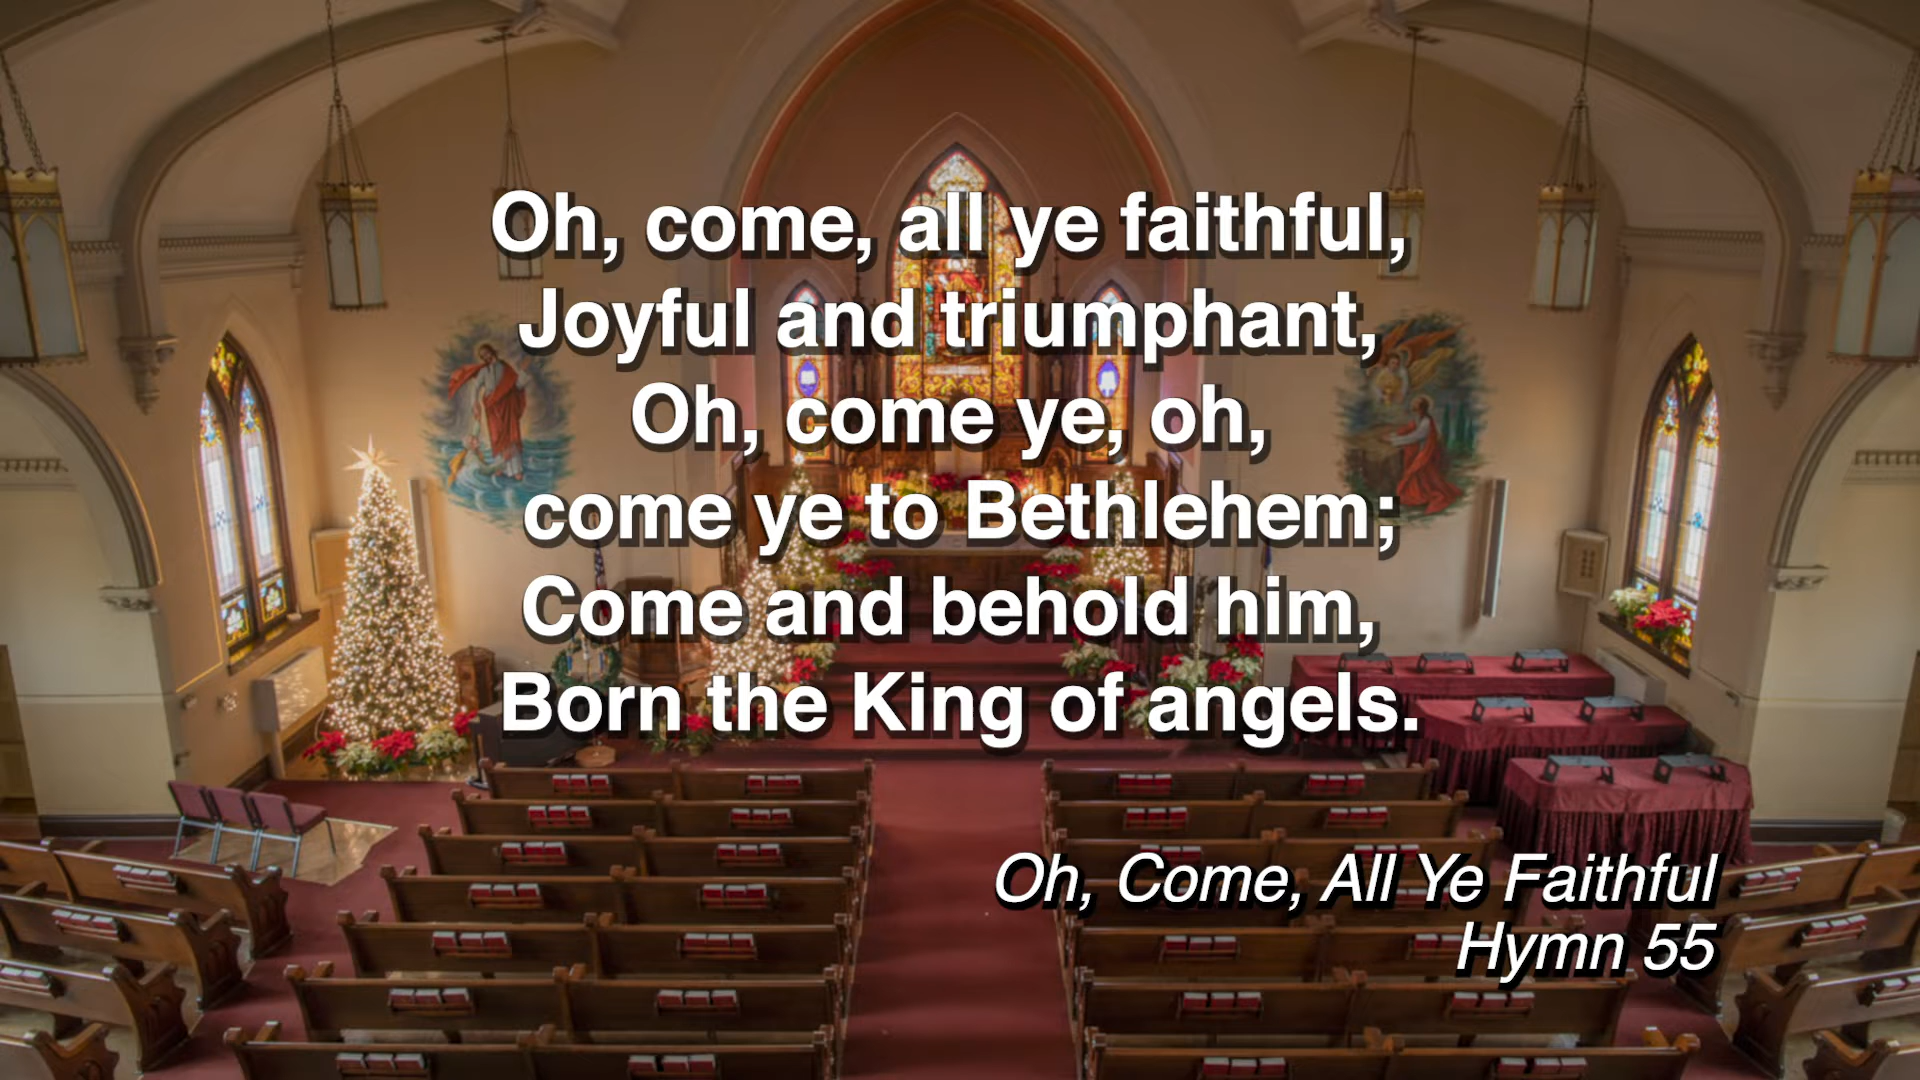 Oh, come, all ye faithful,
Joyful and triumphant,
Oh, come ye, oh,
come ye to Bethlehem;
Come and behold him,
Born the King of angels.
Oh, Come, All Ye Faithful
Hymn 55